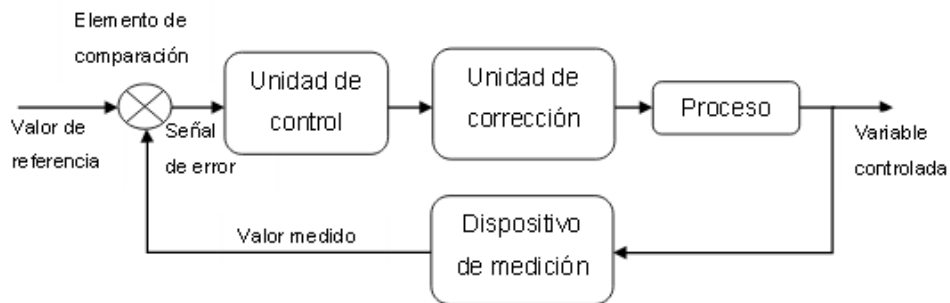 Elemento de
comparación
Unidad de
control
Unidad de
corrección
Proceso
Valor de
referencia
Señal
de error
Variable
controlada
Valor medido
Dispositivo
de medición